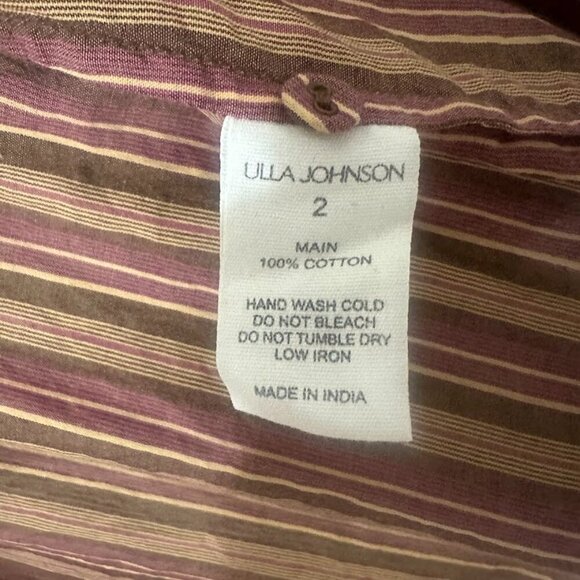 ULLA JOHNSON
2
MAIN
100% COTTON
HAND WASH COLD
DO NOT BLEACH
DO NOT TUMBLE DRY
LOW IRON
MADE IN INDIA